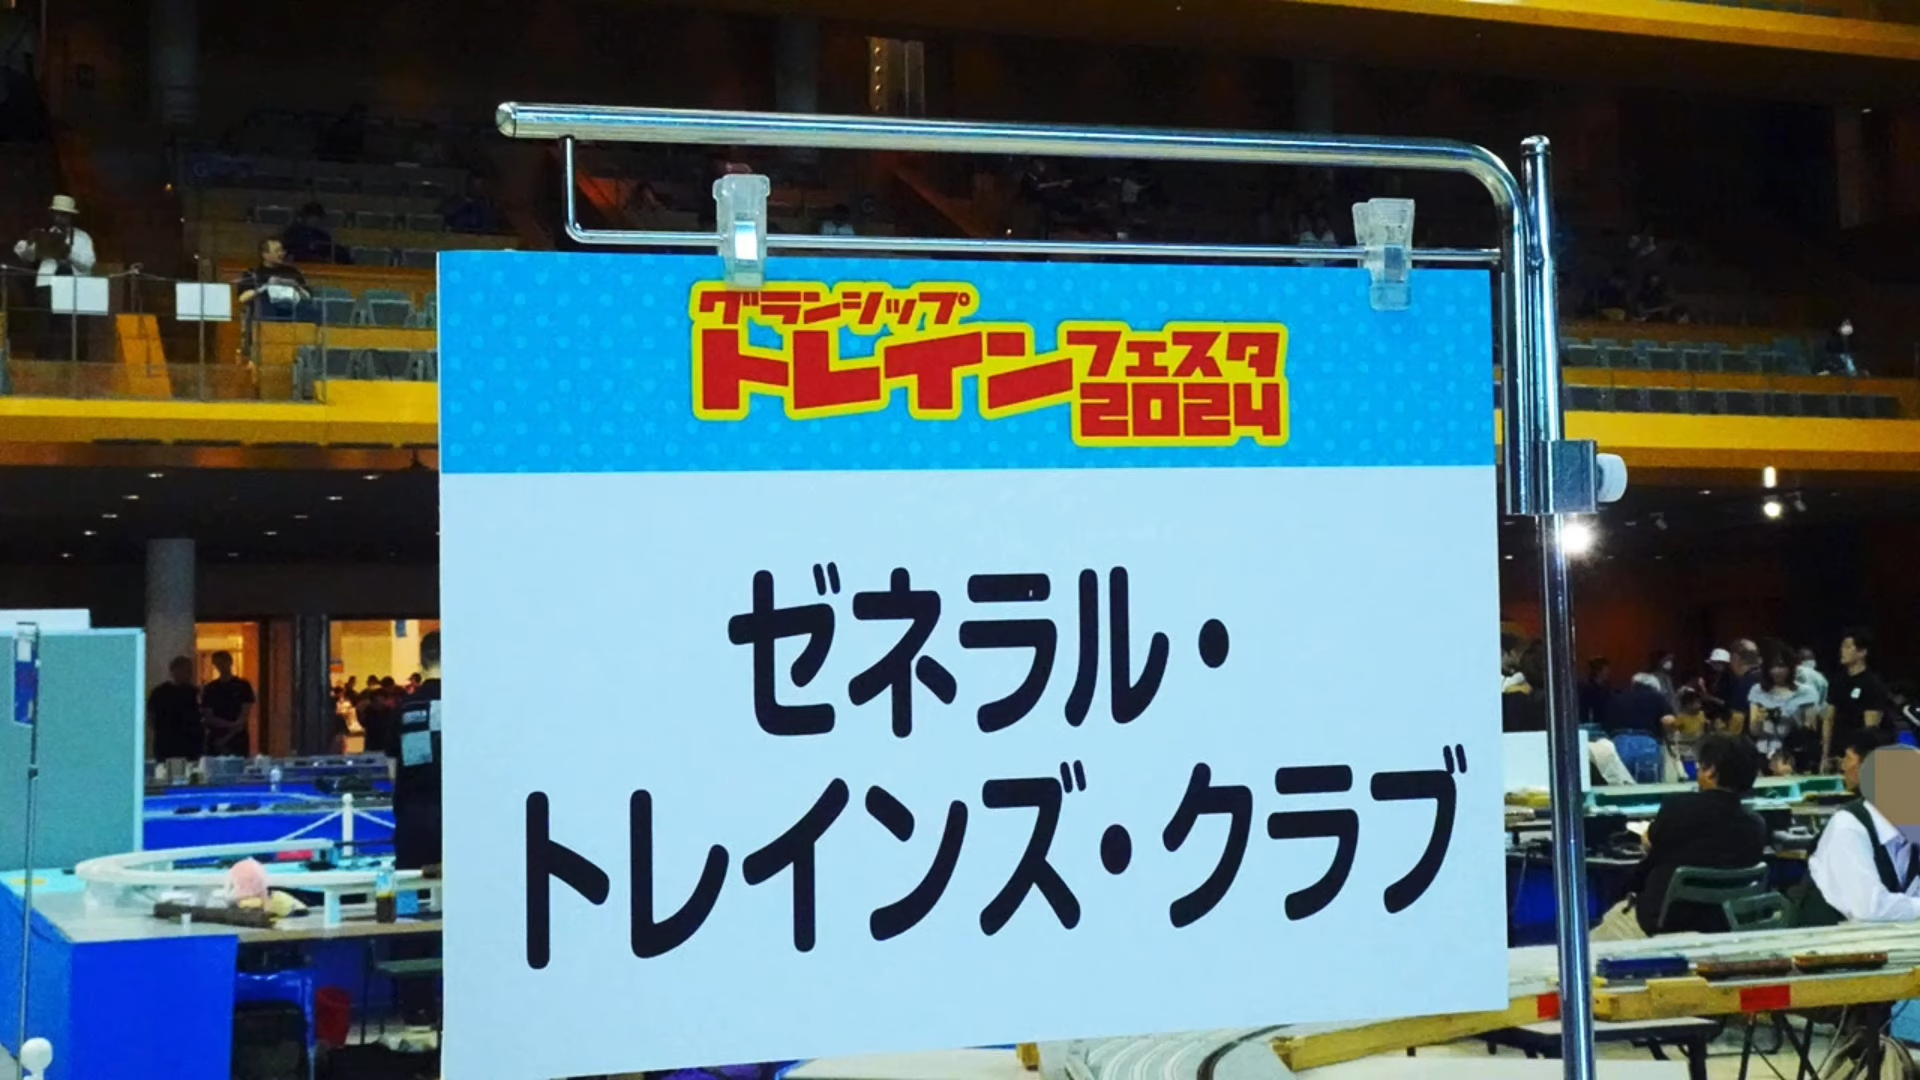 グランシップ
トレインフェスタ
2024
ゼネラル・
トレインズ・クラブ